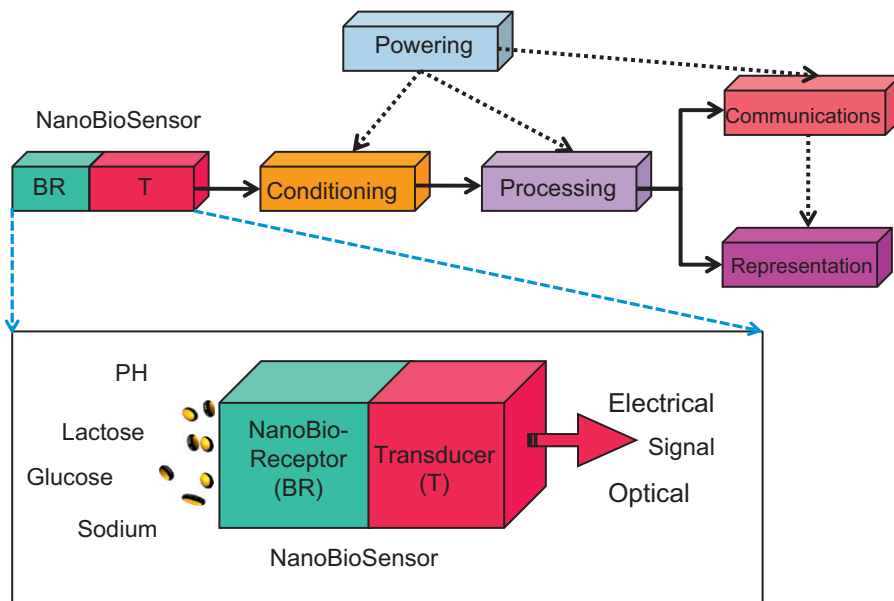 Powering
Communications
NanoBioSensor
BR
T
Conditioning
Processing
Representation
PH
Lactose
Glucose
Sodium
NanoBio-
Receptor
(BR)
Transducer
(T)
Electrical
Signal
Optical
NanoBioSensor